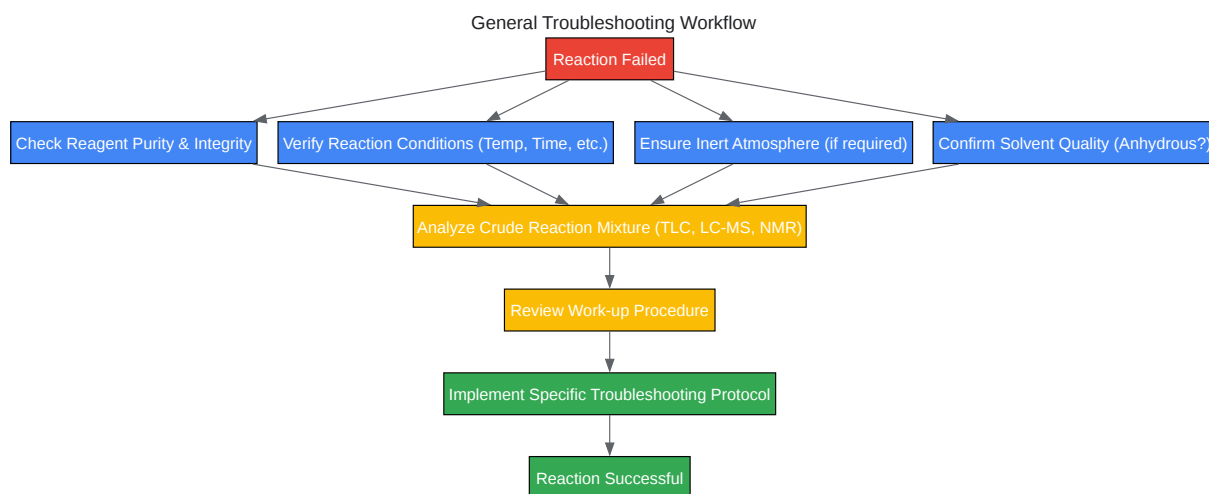 General Troubleshooting Workflow
Reaction Failed
Check Reagent Purity & Integrity
Verify Reaction Conditions (Temp, Time, etc.)
Ensure Inert Atmosphere (if required)
Confirm Solvent Quality (Anhydrous?)
Analyze Crude Reaction Mixture (TLC, LC-MS, NMR)
Review Work-up Procedure
Implement Specific Troubleshooting Protocol
Reaction Successful